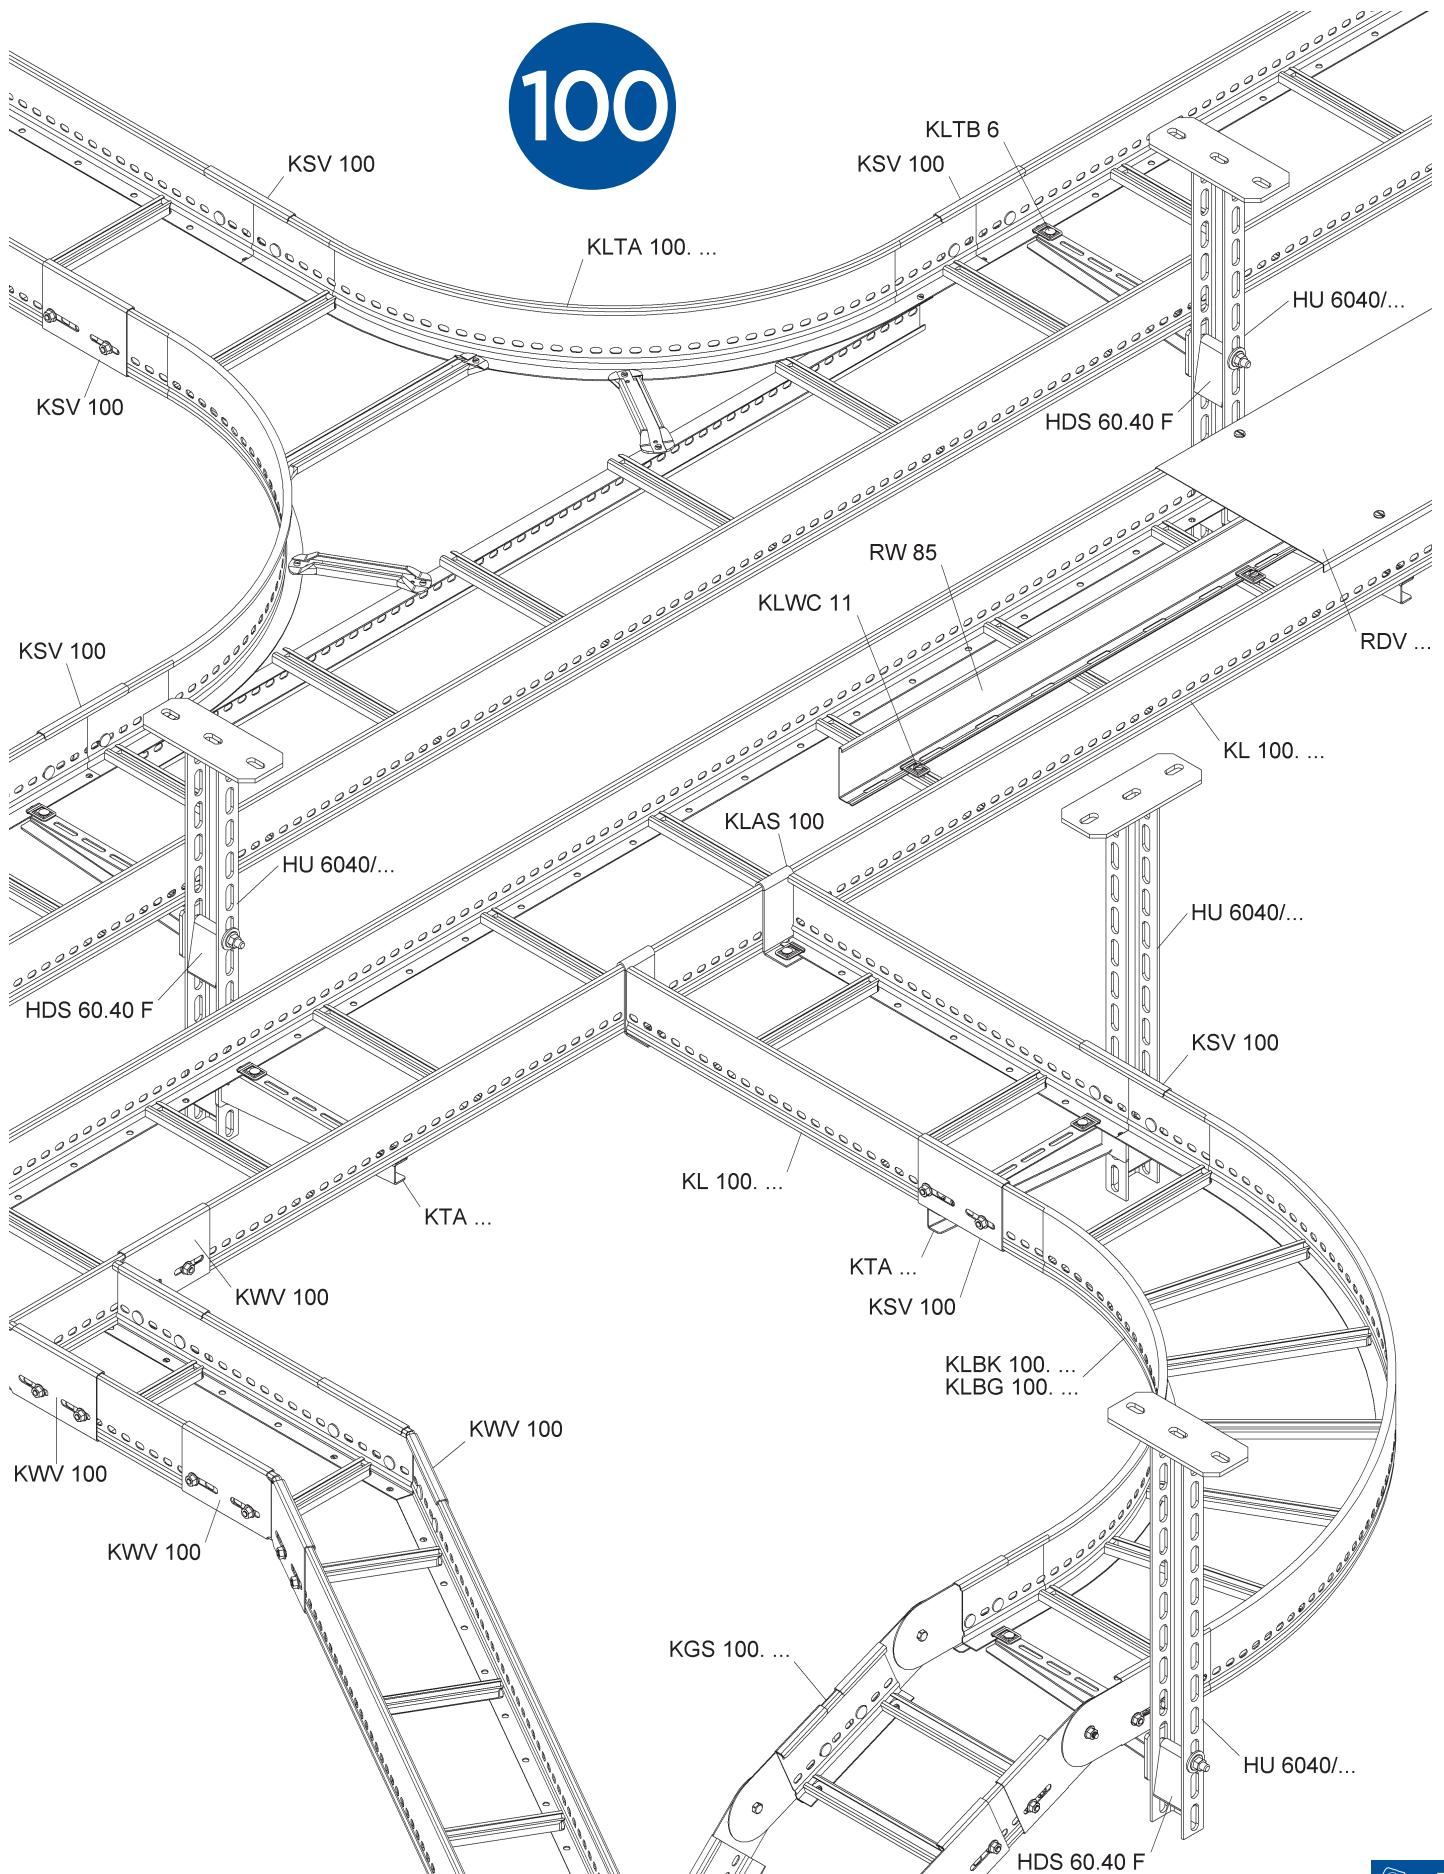 100
KLTB 6
KSV 100
KSV 100
KLTA 100. ...
HU 6040/...
KSV 100
HDS 60.40 F
RW 85
KLWC 11
KSV 100
RDV ...
KL 100. ...
KLAS 100
HU 6040/...
HU 6040/...
HDS 60.40 F
KSV 100
KL 100. ...
KTA ...
KTA ...
KWV 100
KSV 100
KLBK 100. ...
KLBG 100. ...
KWV 100
KWV 100
KWV 100
KGS 100. ...
HU 6040/...
HDS 60.40 F